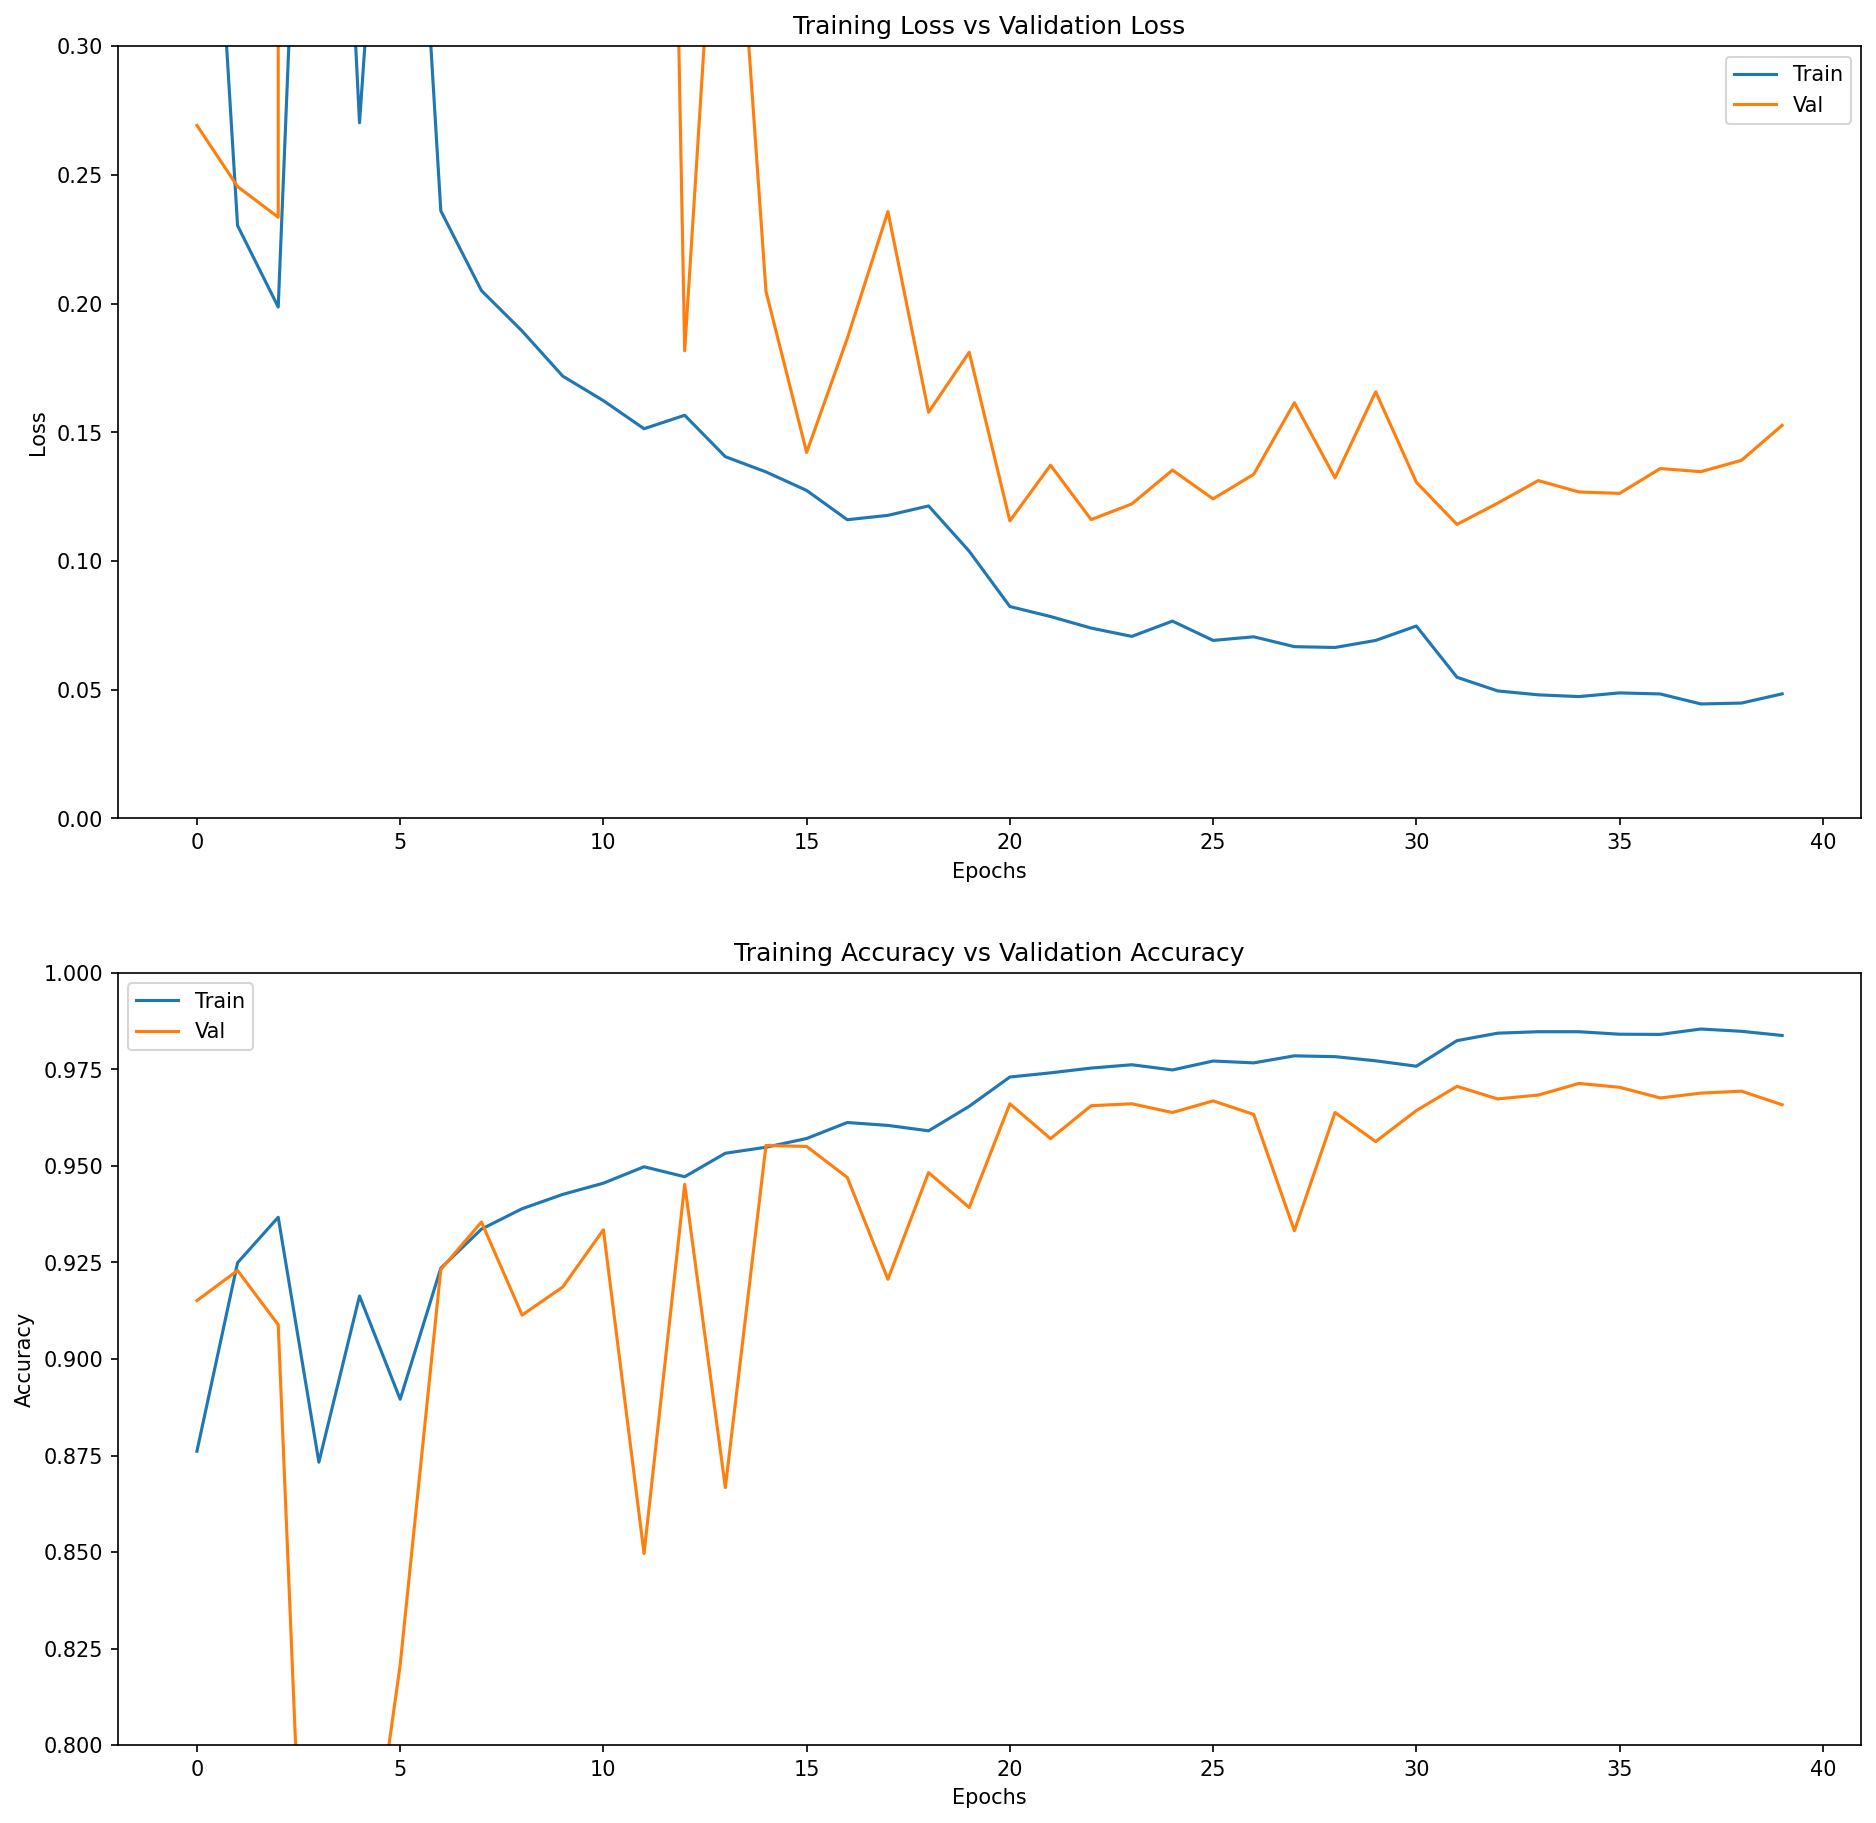 Training Loss vs Validation Loss
0.30
0.25
0.20
0.15
0.10
0.05
0.00
Loss
Train
Val
0 5 10 15 20 25 30 35 40
Epochs
Training Accuracy vs Validation Accuracy
1.000
0.975
0.950
0.925
0.900
0.875
0.850
0.825
0.800
Accuracy
Train
Val
0 5 10 15 20 25 30 35 40
Epochs